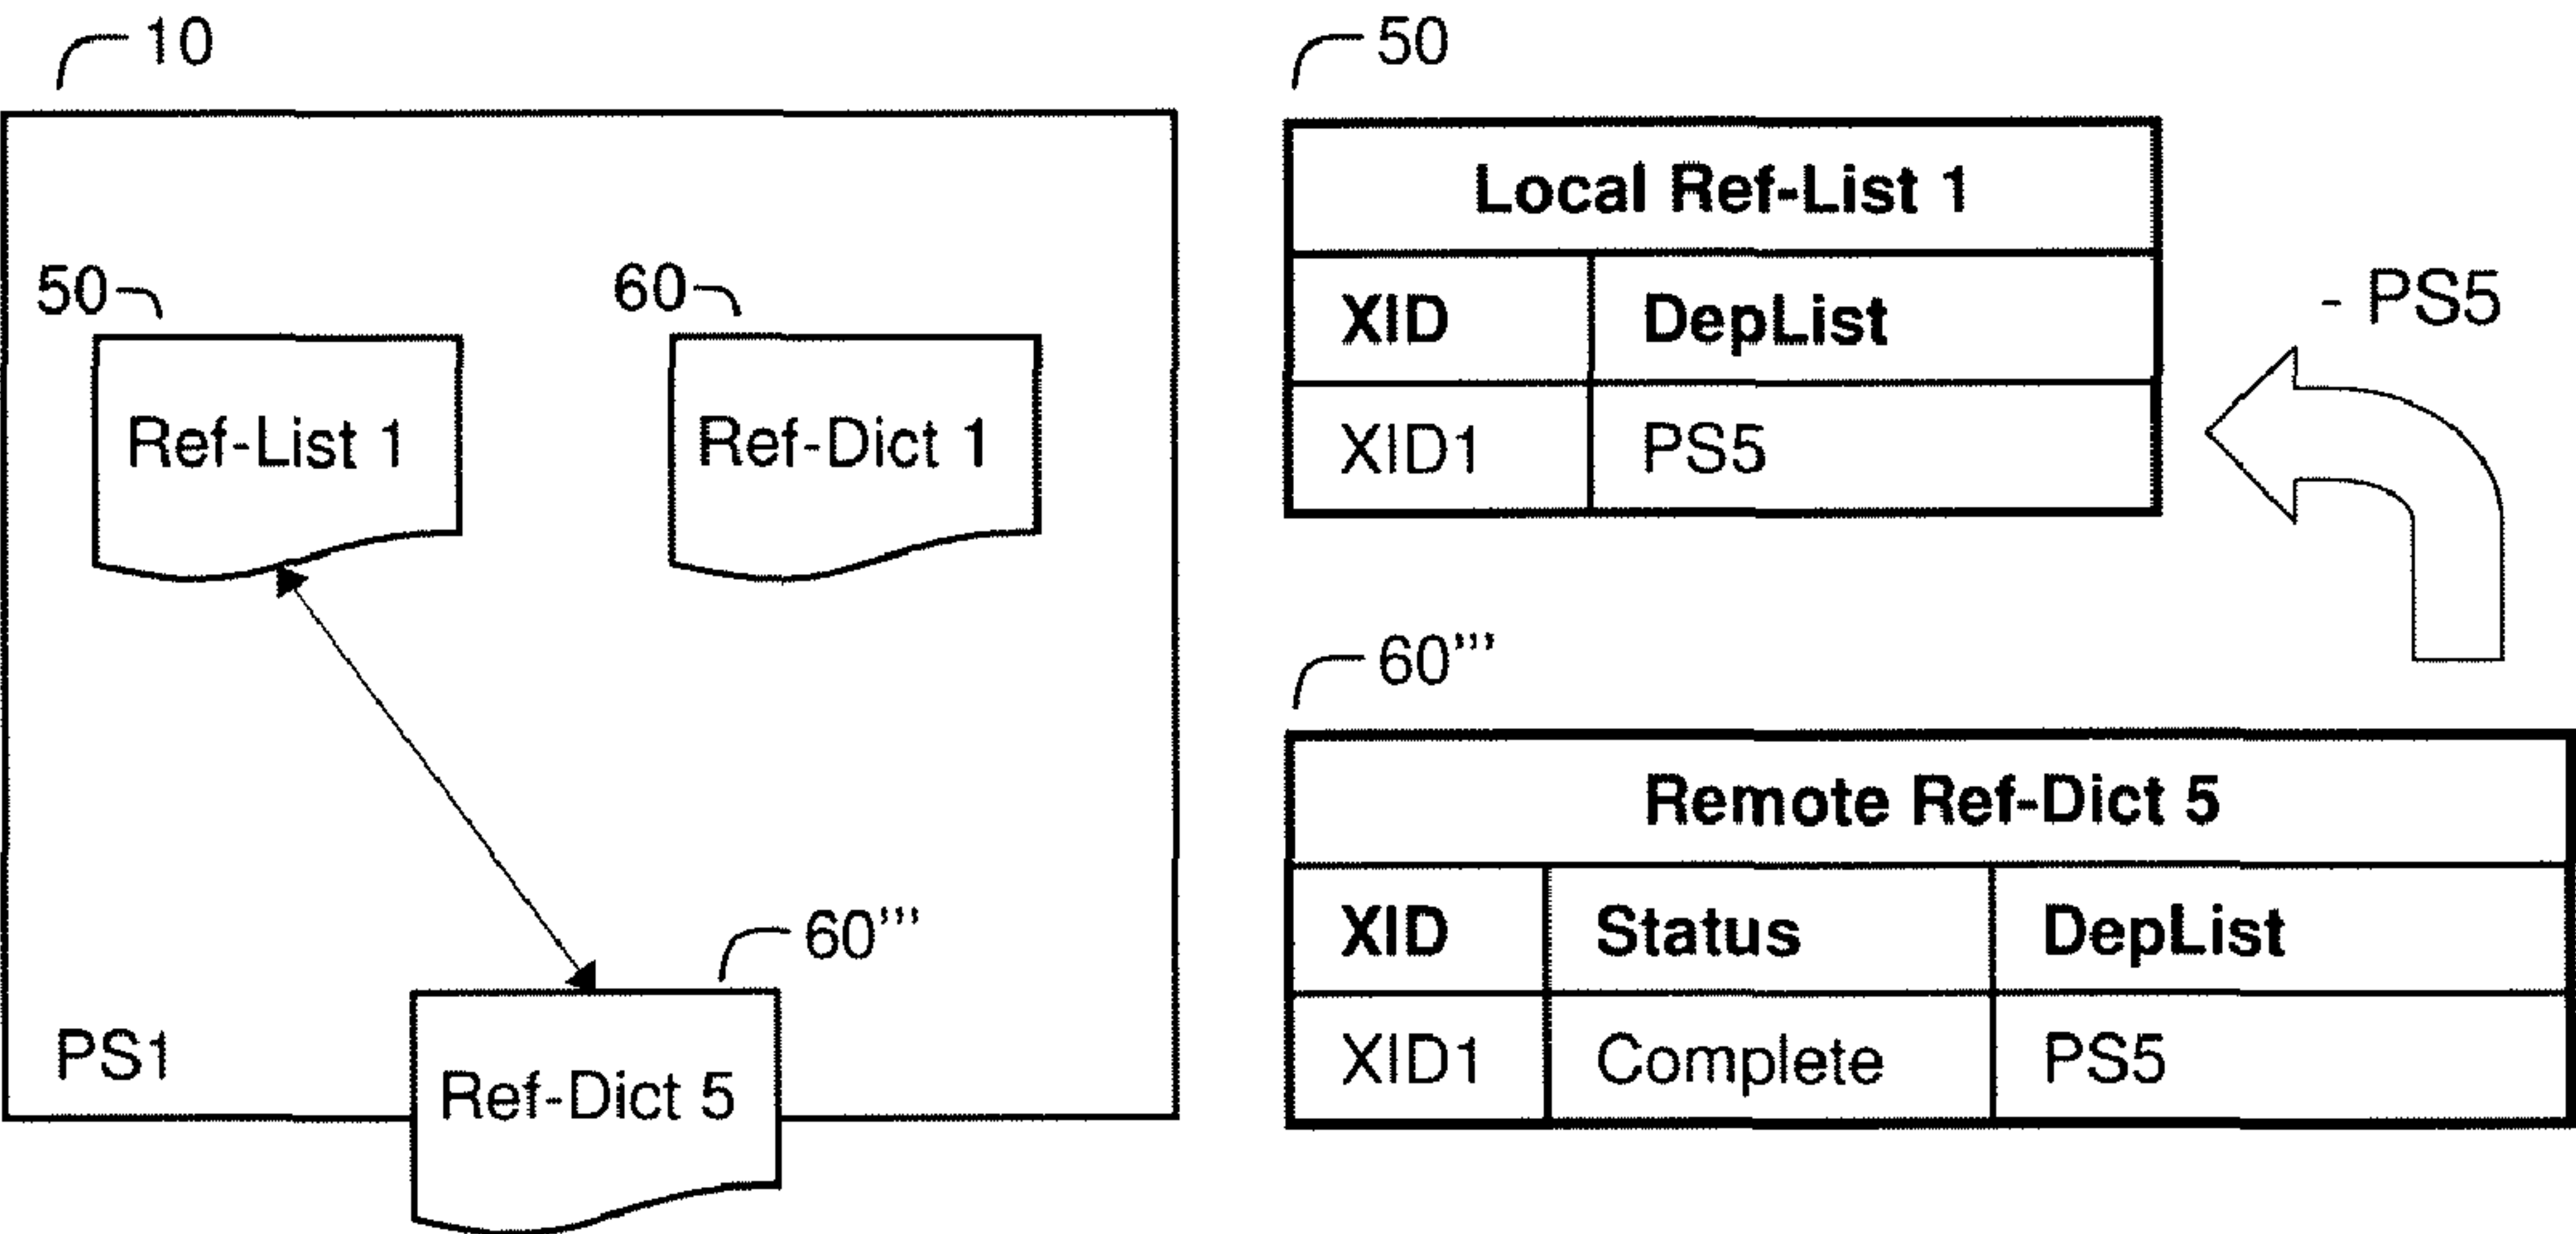 10
50
60
Ref-List 1
Ref-Dict 1
60'''
PS1
Ref-Dict 5
50
Local Ref-List 1
XID DepList
XID1 PS5
- PS5
60'''
Remote Ref-Dict 5
XID Status DepList
XID1 Complete PS5